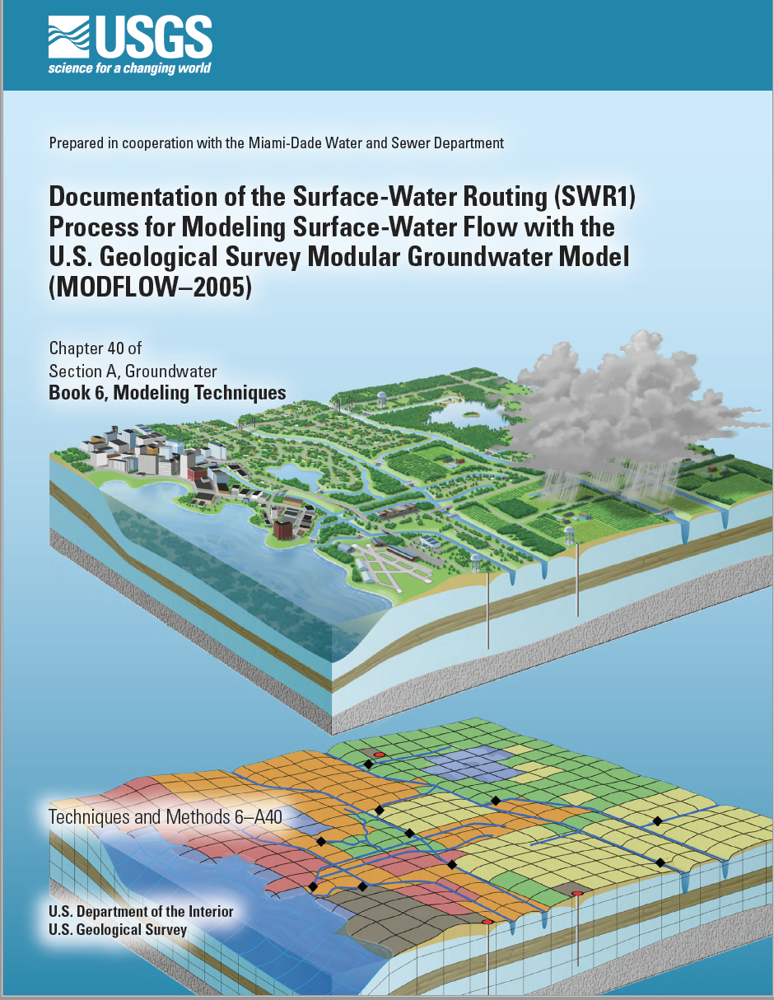 USGS
science for a changing world
Prepared in cooperation with the Miami-Dade Water and Sewer Department
Documentation of the Surface-Water Routing (SWR1)
Process for Modeling Surface-Water Flow with the
U.S. Geological Survey Modular Groundwater Model
(MODFLOW–2005)
Chapter 40 of
Section A, Groundwater
Book 6, Modeling Techniques
Techniques and Methods 6–A40
U.S. Department of the Interior
U.S. Geological Survey